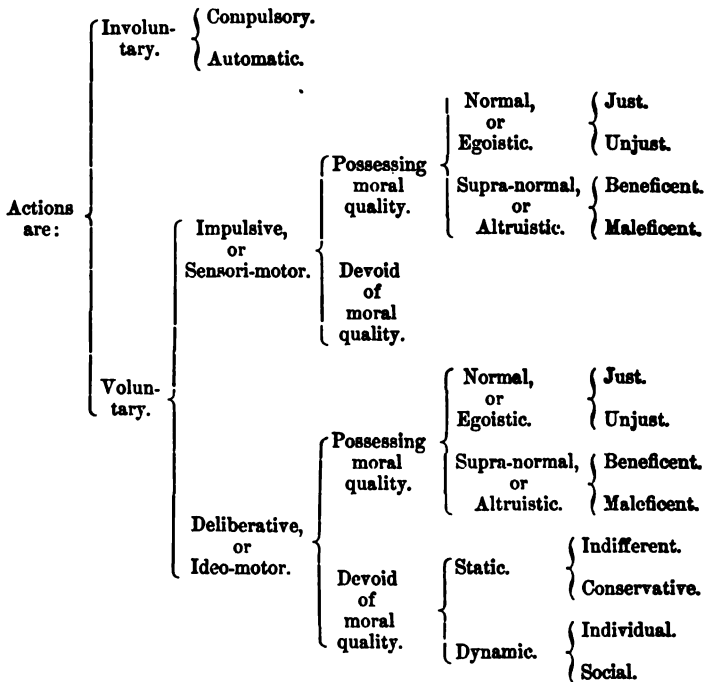 Actions
are:
Involun-
tary.
Compulsory.
Automatic.
Volun-
tary.
Impulsive,
or
Sensori-motor.
Possessing
moral
quality.
Normal,
or
Egoistic.
Just.
Unjust.
Supra-normal,
or
Altruistic.
Beneficent.
Maleficent.
Devoid
of
moral
quality.
Deliberative,
or
Ideo-motor.
Possessing
moral
quality.
Normal,
or
Egoistic.
Just.
Unjust.
Supra-normal,
or
Altruistic.
Beneficent.
Maleficent.
Devoid
of
moral
quality.
Static.
Indifferent.
Conservative.
Dynamic.
Individual.
Social.